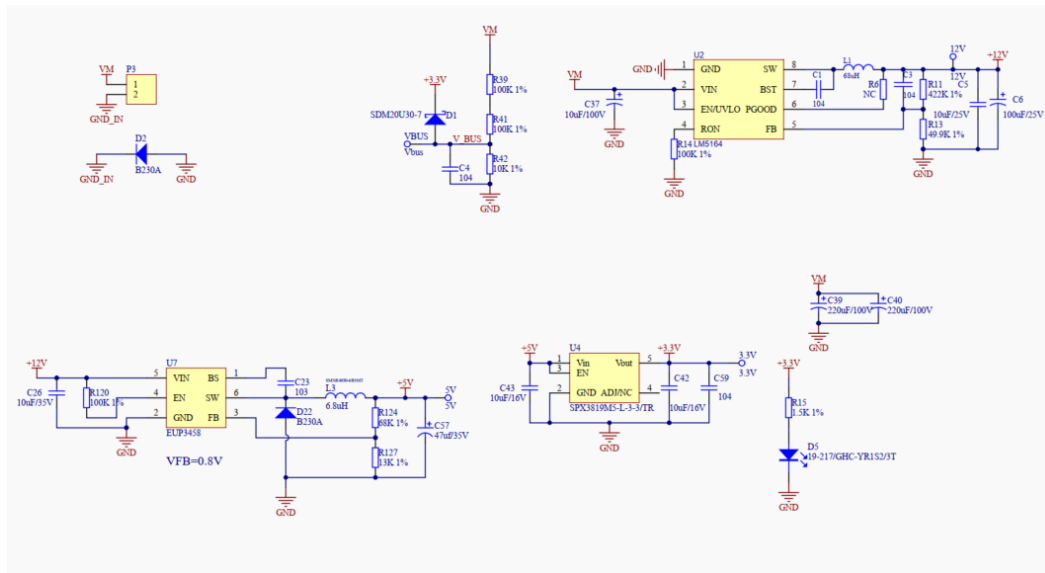 VM
P3
1
2
GND_IN
D2
B230A
GND_IN
GND
VM
R39
100K 1%
+3.3V
SDM20U30-7
D1
R41
100K 1%
VBUS
Vbus
V_BUS
C4
104
R42
10K 1%
GND
U2
GND
1
GND
SW
8
VM
2
VIN
BST
7
3
EN/UVLO
PGOOD
6
4
RON
FB
5
LM5164
C37
10uF/100V
GND
R14
100K 1%
GND
L1
68uH
C1
104
R6
NC
C3
104
R11
422K 1%
R13
49.9K 1%
GND
12V
12V
+12V
C5
10uF/25V
C6
100uF/25V
+12V
C26
10uF/35V
R120
100K 1%
GND
U7
5
VIN
BS
1
4
EN
SW
6
2
GND
FB
3
EUP3458
VFB=0.8V
C23
103
D22
B230A
L3
6.8uH
+5V
5V
5V
R124
68K 1%
C57
47uf/35V
R127
13K 1%
GND
+5V
U4
1
Vin
Vout
5
3
EN
2
GND
ADJ/NC
4
SPX3819M5-L-3-3/TR
C43
10uF/16V
+3.3V
3.3V
3.3V
C42
10uF/16V
C59
104
GND
VM
C39
220uF/100V
C40
220uF/100V
GND
+3.3V
R15
1.5K 1%
D5
19-217/GHC-YR1S2/3T
GND